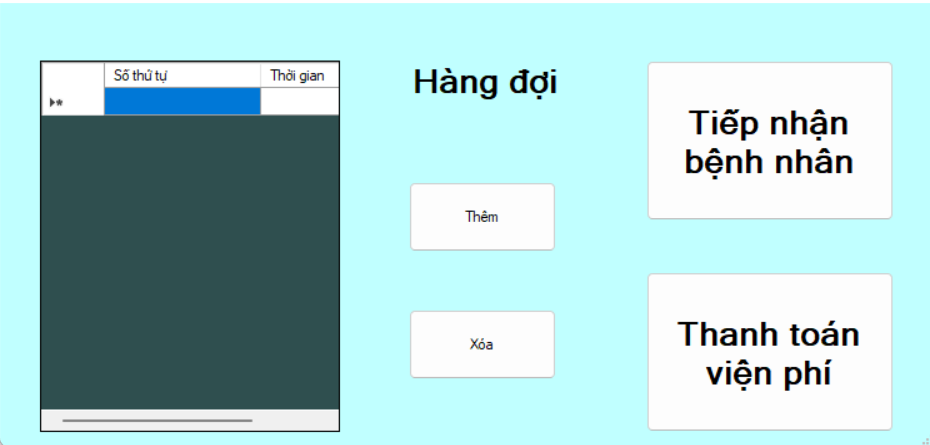 Số thứ tự Thời gian
Hàng đợi
Thêm
Xóa
Tiếp nhận
bệnh nhân
Thanh toán
viện phí